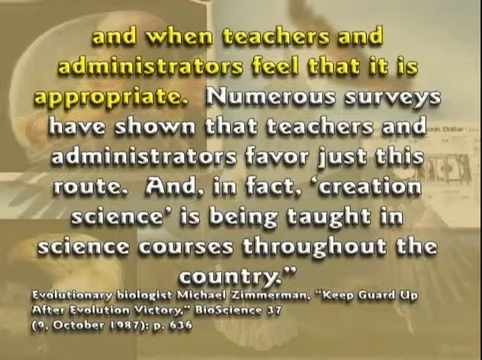 and when teachers and
administrators feel that it is
appropriate. Numerous surveys
have shown that teachers and
administrators favor just this
route. And, in fact, 'creation
science' is being taught in
science courses throughout the
country."
Evolutionary biologist Michael Zimmerman, "Keep Guard Up
After Evolution Victory," BioScience 37
(9, October 1987): p. 636